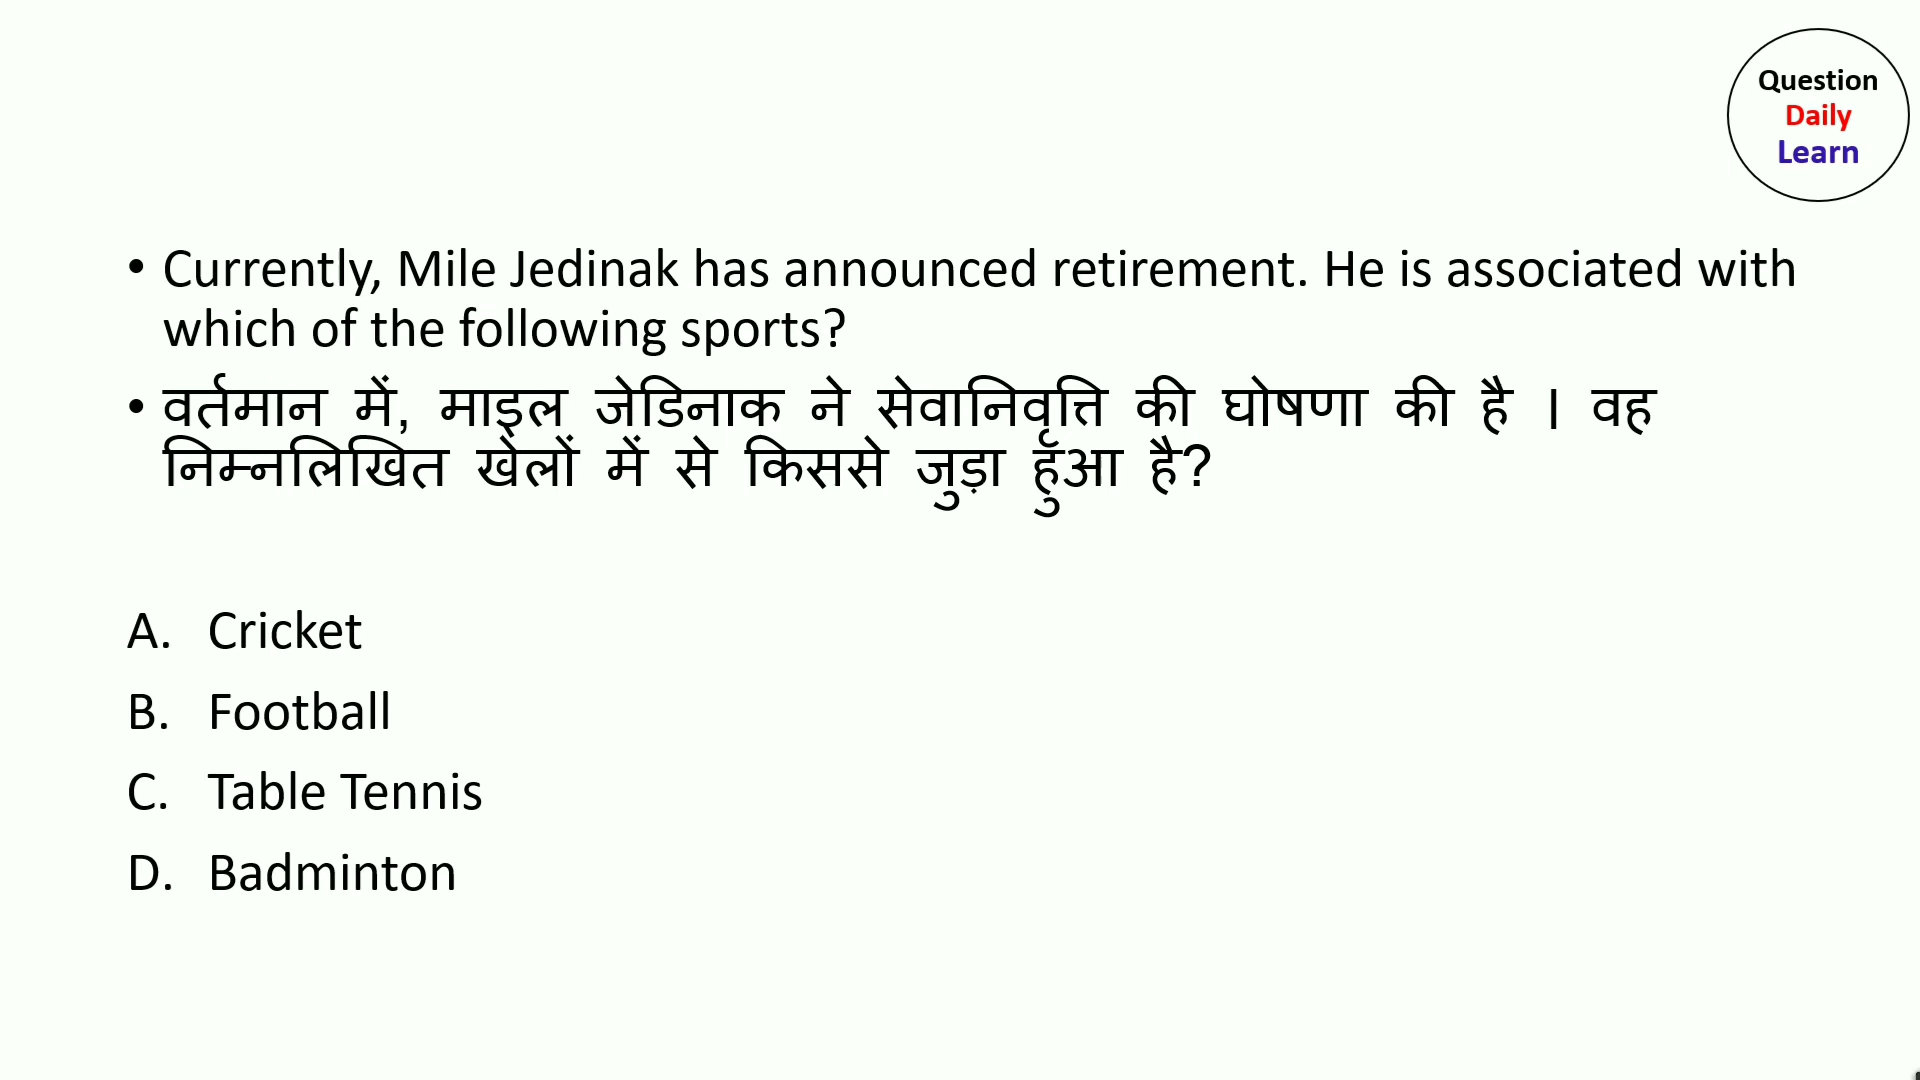 Question
Daily
Learn
• Currently, Mile Jedinak has announced retirement. He is associated with
which of the following sports?
• वर्तमान में, माइल जेडिनाक ने सेवानिवृत्ति की घोषणा की है । वह
निम्नलिखित खेलों में से किससे जुड़ा हुआ है?
A. Cricket
B. Football
C. Table Tennis
D. Badminton